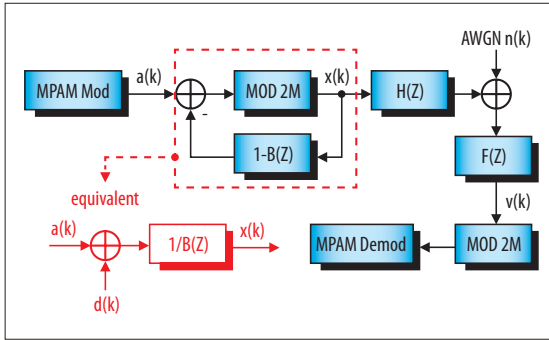 AWGN n(k)
a(k)
x(k)
MPAM Mod
MOD 2M
H(Z)
-
1-B(Z)
F(Z)
equivalent
a(k)
1/B(Z)
x(k)
v(k)
MPAM Demod
MOD 2M
d(k)